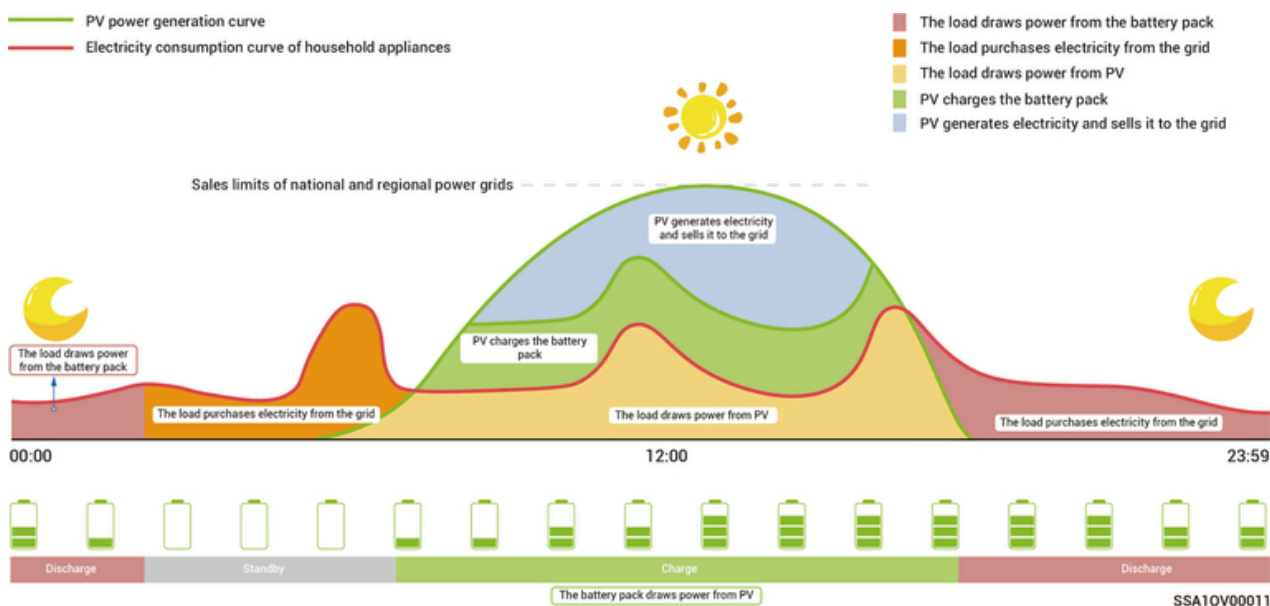 PV power generation curve
Electricity consumption curve of household appliances
The load draws power from the battery pack
The load purchases electricity from the grid
The load draws power from PV
PV charges the battery pack
PV generates electricity and sells it to the grid
Sales limits of national and regional power grids
PV generates electricity
and sells it to the grid
PV charges the battery
pack
The load draws power
from the battery pack
The load purchases electricity from the grid
The load draws power from PV
The load purchases electricity from the grid
00:00
12:00
23:59
Discharge
Standby
Charge
Discharge
The battery pack draws power from PV
SSA1OV00011